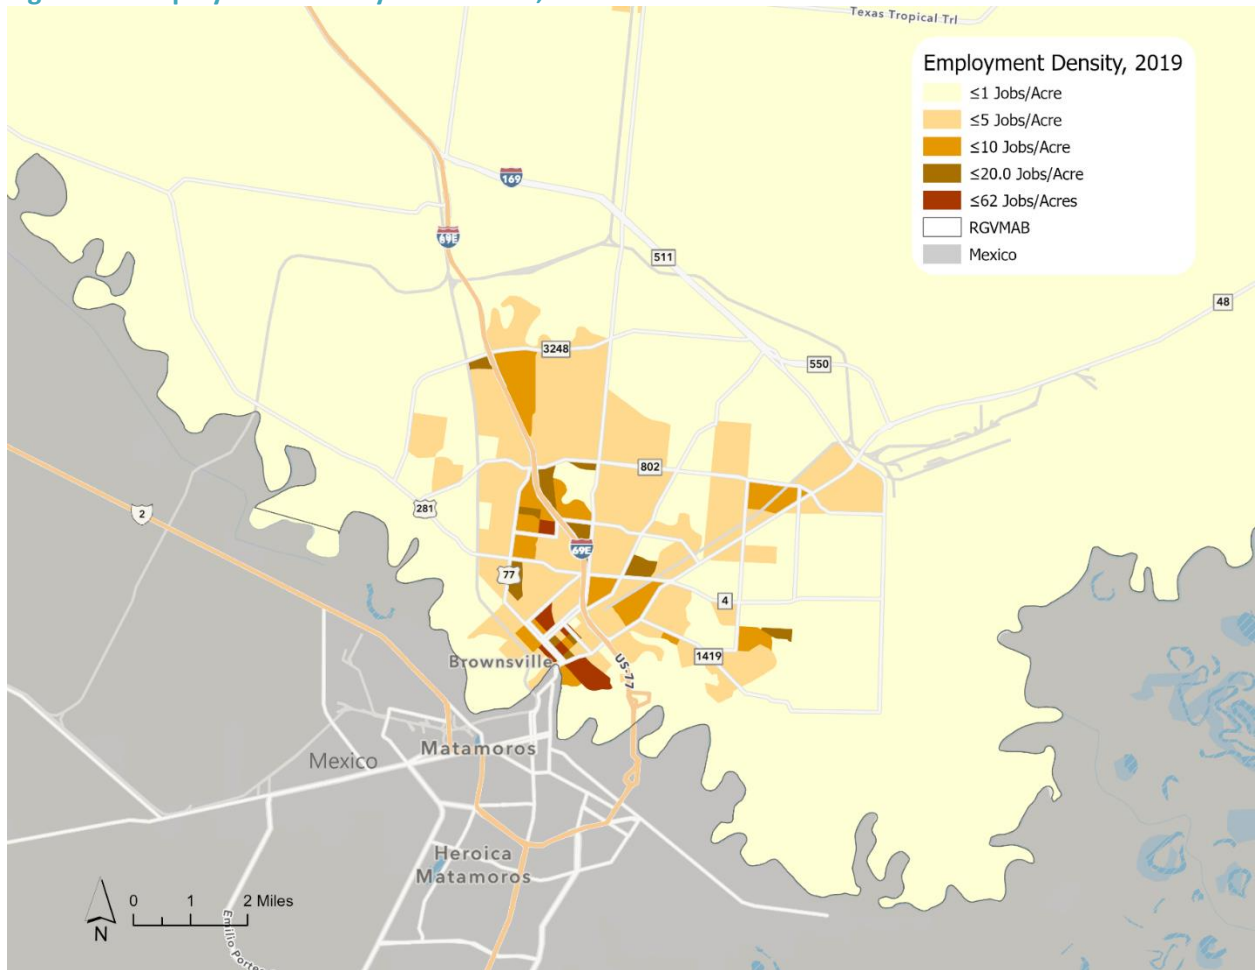 Texas Tropical Trl
Employment Density, 2019
≤1 Jobs/Acre
≤5 Jobs/Acre
≤10 Jobs/Acre
≤20.0 Jobs/Acre
≤62 Jobs/Acres
RGVMAB
Mexico
169
69E
511
48
3248
550
802
281
2
69E
77
4
1419
Brownsville
US-77
Matamoros
Mexico
Heroica
Matamoros
0 1 2 Miles
N
Emilio Portes